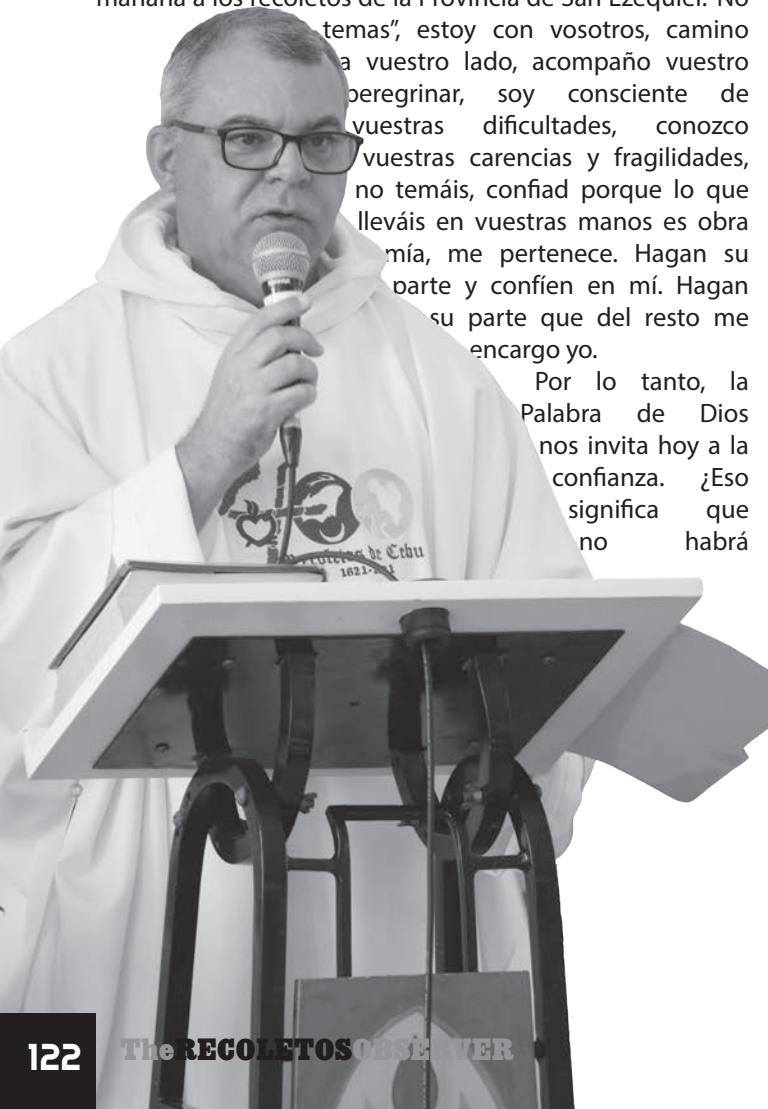 mañana a los recoletos de la Provincia de San Ezequiel: "No
temas", estoy con vosotros, camino
a vuestro lado, acompaño vuestro
peregrinar, soy consciente de
vuestras dificultades, conozco
vuestras carencias y fragilidades,
no temáis, confiad porque lo que
lleváis en vuestras manos es obra
mía, me pertenece. Hagan su
parte y confíen en mí. Hagan
su parte que del resto me
encargo yo.
Por lo tanto, la
Palabra de Dios
nos invita hoy a la
confianza. ¿Eso
significa que
no habrá
de Cebu
1621-
122
TheRECOLETOSOBSERVER